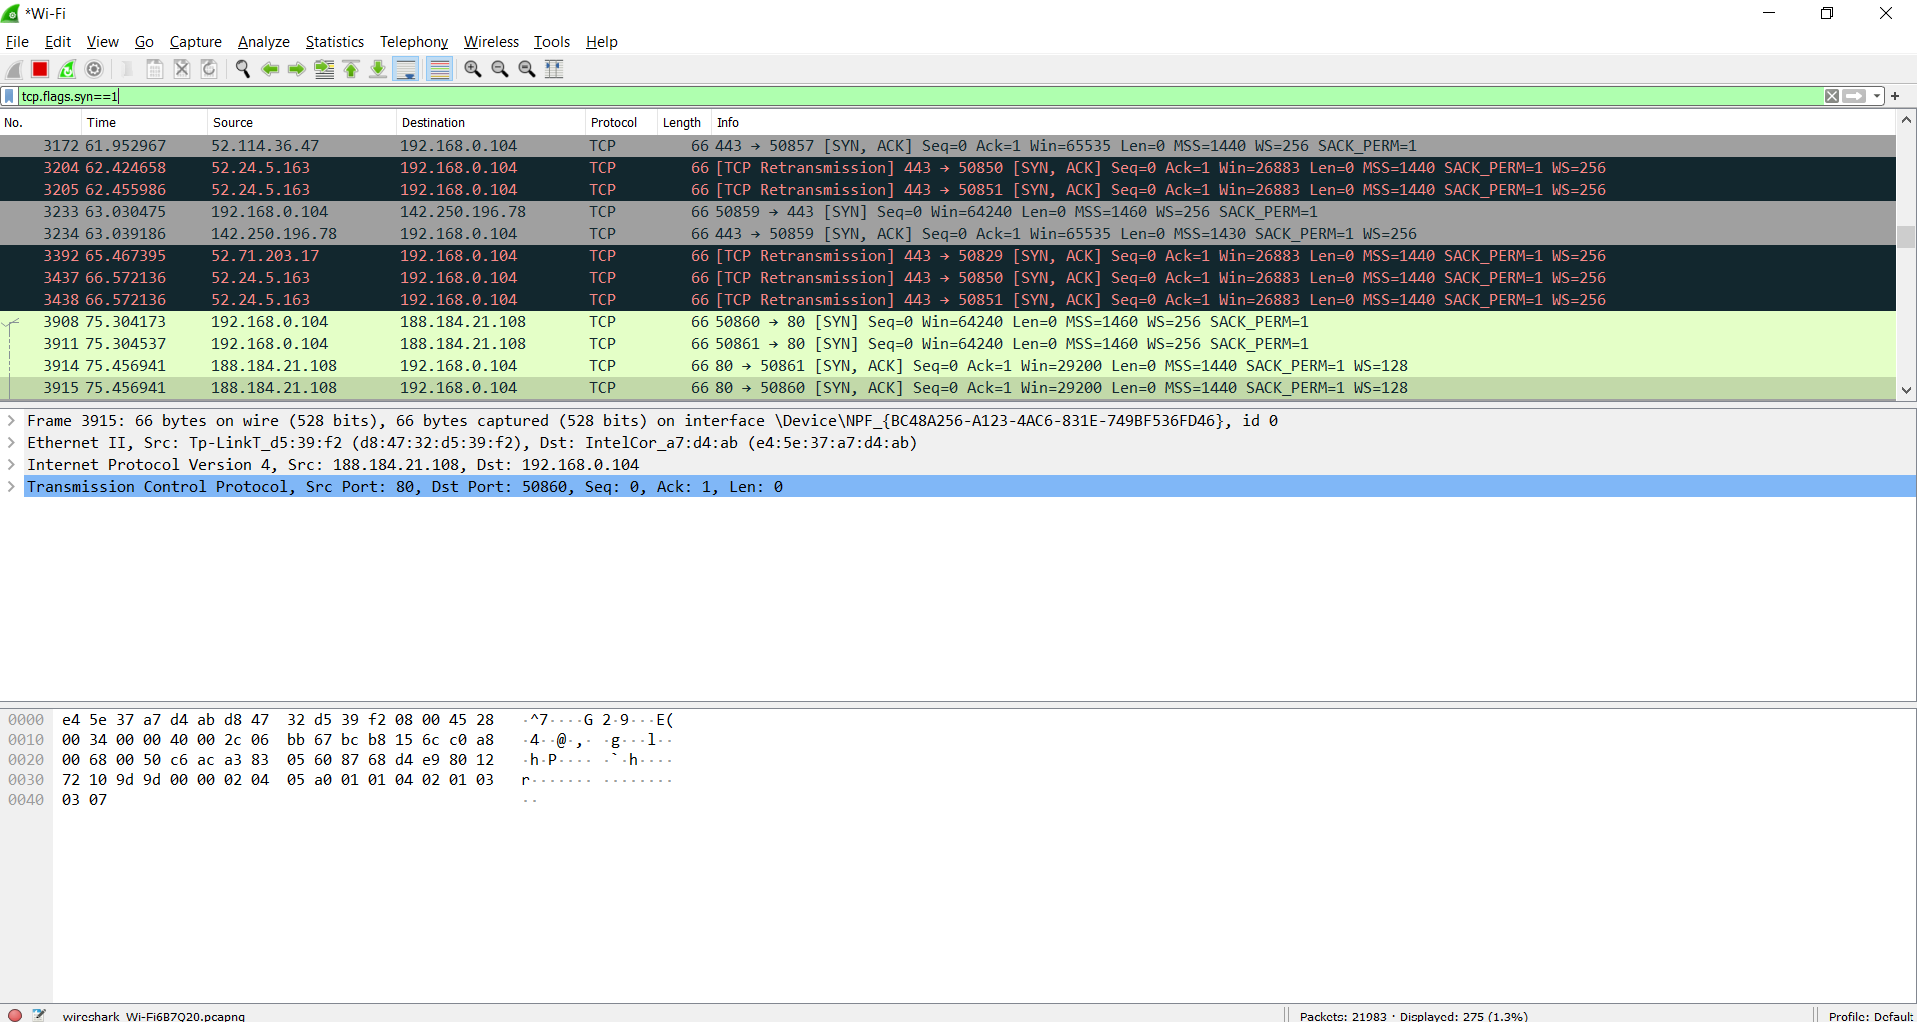 *Wi-Fi
File Edit View Go Capture Analyze Statistics Telephony Wireless Tools Help
tcp.flags.syn==1
No. Time Source Destination Protocol Length Info
3172 61.952967 52.114.36.47 192.168.0.104 TCP 66 443 → 50857 [SYN, ACK] Seq=0 Ack=1 Win=65535 Len=0 MSS=1440 WS=256 SACK_PERM=1
3204 62.424658 52.24.5.163 192.168.0.104 TCP 66 [TCP Retransmission] 443 → 50850 [SYN, ACK] Seq=0 Ack=1 Win=26883 Len=0 MSS=1440 SACK_PERM=1 WS=256
3205 62.455986 52.24.5.163 192.168.0.104 TCP 66 [TCP Retransmission] 443 → 50851 [SYN, ACK] Seq=0 Ack=1 Win=26883 Len=0 MSS=1440 SACK_PERM=1 WS=256
3233 63.030475 192.168.0.104 142.250.196.78 TCP 66 50859 → 443 [SYN] Seq=0 Win=64240 Len=0 MSS=1460 WS=256 SACK_PERM=1
3234 63.039186 142.250.196.78 192.168.0.104 TCP 66 443 → 50859 [SYN, ACK] Seq=0 Ack=1 Win=65535 Len=0 MSS=1430 SACK_PERM=1 WS=256
3392 65.467395 52.71.203.17 192.168.0.104 TCP 66 [TCP Retransmission] 443 → 50829 [SYN, ACK] Seq=0 Ack=1 Win=26883 Len=0 MSS=1440 SACK_PERM=1 WS=256
3437 66.572136 52.24.5.163 192.168.0.104 TCP 66 [TCP Retransmission] 443 → 50850 [SYN, ACK] Seq=0 Ack=1 Win=26883 Len=0 MSS=1440 SACK_PERM=1 WS=256
3438 66.572136 52.24.5.163 192.168.0.104 TCP 66 [TCP Retransmission] 443 → 50851 [SYN, ACK] Seq=0 Ack=1 Win=26883 Len=0 MSS=1440 SACK_PERM=1 WS=256
3908 75.304173 192.168.0.104 188.184.21.108 TCP 66 50860 → 80 [SYN] Seq=0 Win=64240 Len=0 MSS=1460 WS=256 SACK_PERM=1
3911 75.304537 192.168.0.104 188.184.21.108 TCP 66 50861 → 80 [SYN] Seq=0 Win=64240 Len=0 MSS=1460 WS=256 SACK_PERM=1
3914 75.456941 188.184.21.108 192.168.0.104 TCP 66 80 → 50861 [SYN, ACK] Seq=0 Ack=1 Win=29200 Len=0 MSS=1440 SACK_PERM=1 WS=128
3915 75.456941 188.184.21.108 192.168.0.104 TCP 66 80 → 50860 [SYN, ACK] Seq=0 Ack=1 Win=29200 Len=0 MSS=1440 SACK_PERM=1 WS=128
Frame 3915: 66 bytes on wire (528 bits), 66 bytes captured (528 bits) on interface \Device\NPF_{BC48A256-A123-4AC6-831E-749BF536FD46}, id 0
Ethernet II, Src: Tp-LinkT_d5:39:f2 (d8:47:32:d5:39:f2), Dst: IntelCor_a7:d4:ab (e4:5e:37:a7:d4:ab)
Internet Protocol Version 4, Src: 188.184.21.108, Dst: 192.168.0.104
Transmission Control Protocol, Src Port: 80, Dst Port: 50860, Seq: 0, Ack: 1, Len: 0
0000 e4 5e 37 a7 d4 ab d8 47 32 d5 39 f2 08 00 45 28 ·^7····G 2·9···E(
0010 00 34 00 00 40 00 2c 06 bb 67 bc b8 15 6c c0 a8 ·4··@·,· ·g···l··
0020 00 68 00 50 c6 ac a3 83 05 60 87 68 d4 e9 80 12 ·h·P···· ·`·h····
0030 72 10 9d 9d 00 00 02 04 05 a0 01 01 04 02 01 03 r······· ········
0040 03 07 ··
wireshark_Wi-Fi6B7Q20.pcapng Packets: 21983 · Displayed: 275 (1.3%) Profile: Default